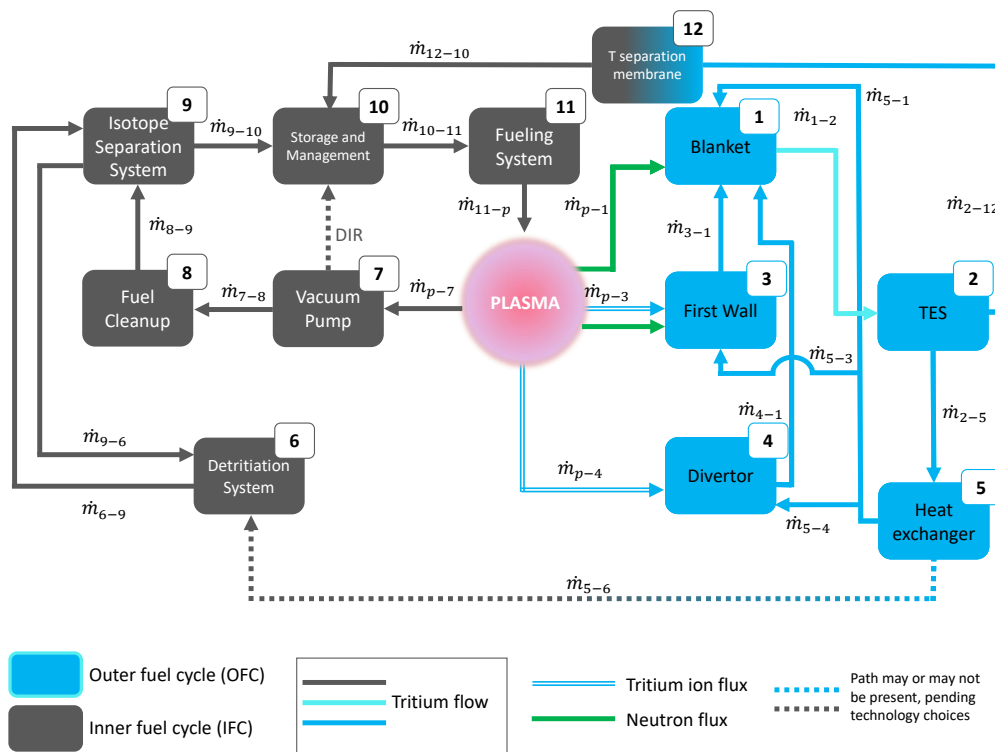 12
T separation
membrane
ṁ₁₂₋₁₀
9
Isotope
Separation
System
ṁ₉₋₁₀
10
Storage and
Management
ṁ₁₀₋₁₁
11
Fueling
System
ṁ₅₋₁
1
Blanket
ṁ₁₋₂
ṁ₁₁₋ₚ
ṁₚ₋₁
ṁ₂₋₁₂
ṁ₈₋₉
DIR
ṁ₃₋₁
8
Fuel
Cleanup
ṁ₇₋₈
7
Vacuum
Pump
ṁₚ₋₇
PLASMA
ṁₚ₋₃
3
First Wall
2
TES
ṁ₅₋₃
ṁ₂₋₅
ṁ₄₋₁
ṁ₉₋₆
6
Detritiation
System
ṁ₆₋₉
ṁₚ₋₄
4
Divertor
ṁ₅₋₄
5
Heat
exchanger
ṁ₅₋₆
Outer fuel cycle (OFC)
Inner fuel cycle (IFC)
Tritium flow
Tritium ion flux
Neutron flux
Path may or may not
be present, pending
technology choices